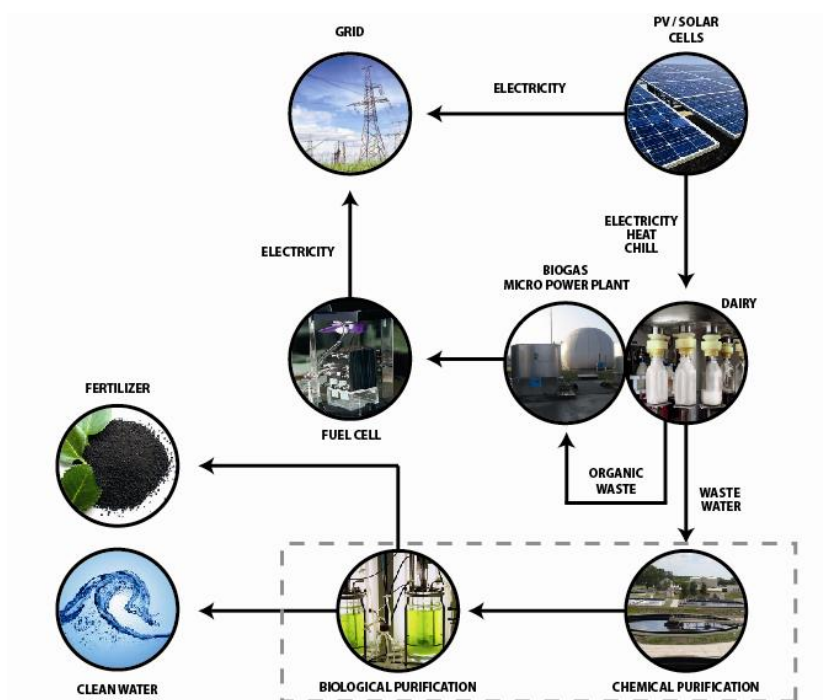 GRID
PV / SOLAR
CELLS
ELECTRICITY
ELECTRICITY
HEAT
CHILL
ELECTRICITY
BIOGAS
MICRO POWER PLANT
DAIRY
FUEL CELL
FERTILIZER
ORGANIC
WASTE
WASTE
WATER
CLEAN WATER
BIOLOGICAL PURIFICATION
CHEMICAL PURIFICATION